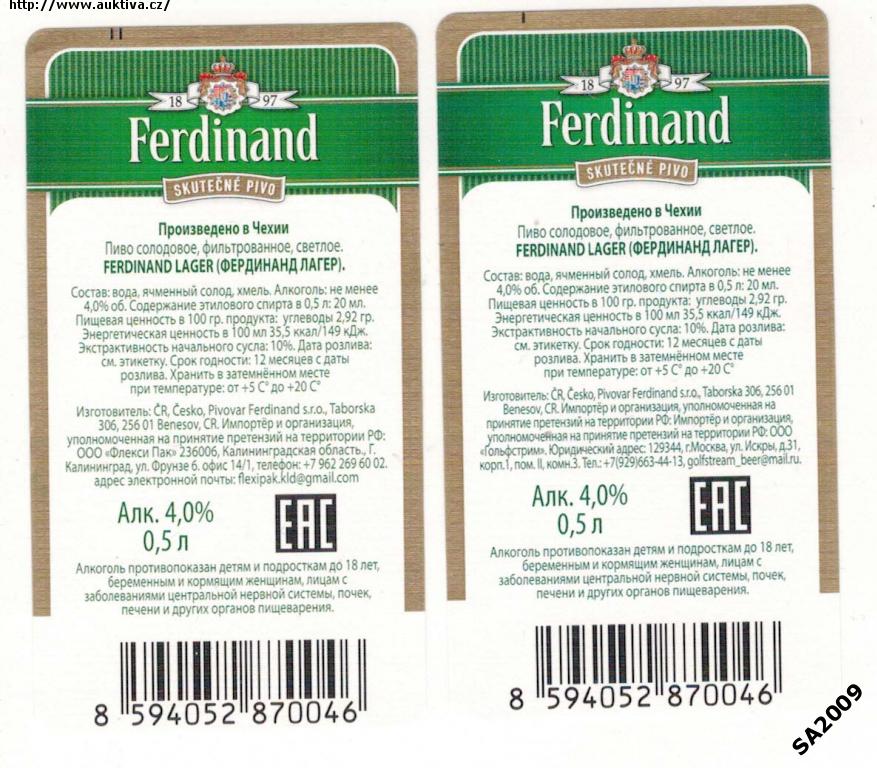 http://www.auktiva.cz/
18 97
Ferdinand
SKUTEČNÉ PIVO
Произведено в Чехии
Пиво солодовое, фильтрованное, светлое.
FERDINAND LAGER (ФЕРДИНАНД ЛАГЕР).
Состав: вода, ячменный солод, хмель. Алкоголь: не менее
4,0% об. Содержание этилового спирта в 0,5 л: 20 мл.
Пищевая ценность в 100 гр. продукта: углеводы 2,92 гр.
Энергетическая ценность в 100 мл 35,5 ккал/149 кДж.
Экстрактивность начального сусла: 10%. Дата розлива:
см. этикетку. Срок годности: 12 месяцев с даты
розлива. Хранить в затемнённом месте
при температуре: от +5 С° до +20 С°
Изготовитель: ČR, Česko, Pivovar Ferdinand s.r.o., Taborska
306, 256 01 Benesov, CR. Импортёр и организация,
уполномоченная на принятие претензий на территории РФ:
ООО «Флекси Пак» 236006, Калининградская область., Г.
Калининград, ул. Фрунзе 6. офис 14/1, телефон: +7 962 269 60 02.
адрес электронной почты: flexipak.kld@gmail.com
Алк. 4,0%
0,5 л
EAC
Алкоголь противопоказан детям и подросткам до 18 лет,
беременным и кормящим женщинам, лицам с
заболеваниями центральной нервной системы, почек,
печени и других органов пищеварения.
8 594052 870046
18 97
Ferdinand
SKUTEČNÉ PIVO
Произведено в Чехии
Пиво солодовое, фильтрованное, светлое.
FERDINAND LAGER (ФЕРДИНАНД ЛАГЕР).
Состав: вода, ячменный солод, хмель. Алкоголь: не менее
4,0% об. Содержание этилового спирта в 0,5 л: 20 мл.
Пищевая ценность в 100 гр. продукта: углеводы 2,92 гр.
Энергетическая ценность в 100 мл 35,5 ккал/149 кДж.
Экстрактивность начального сусла: 10%. Дата розлива:
см. этикетку. Срок годности: 12 месяцев с даты
розлива. Хранить в затемнённом месте
при температуре: от +5 С° до +20 С°
Изготовитель: ČR, Česko, Pivovar Ferdinand s.r.o., Taborska 306, 256 01
Benesov, CR. Импортёр и организация, уполномоченная на
принятие претензий на территории РФ: Импортёр и организация,
уполномоченная на принятие претензий на территории РФ: ООО
«Гольфстрим». Юридический адрес: 129344, г.Москва, ул. Искры, д.31,
корп.1, пом. II, комн.3. Тел.: +7(929)663-44-13, golfstream_beer@mail.ru.
Алк. 4,0%
0,5 л
EAC
Алкоголь противопоказан детям и подросткам до 18 лет,
беременным и кормящим женщинам, лицам с
заболеваниями центральной нервной системы, почек,
печени и других органов пищеварения.
8 594052 870046
SA2009